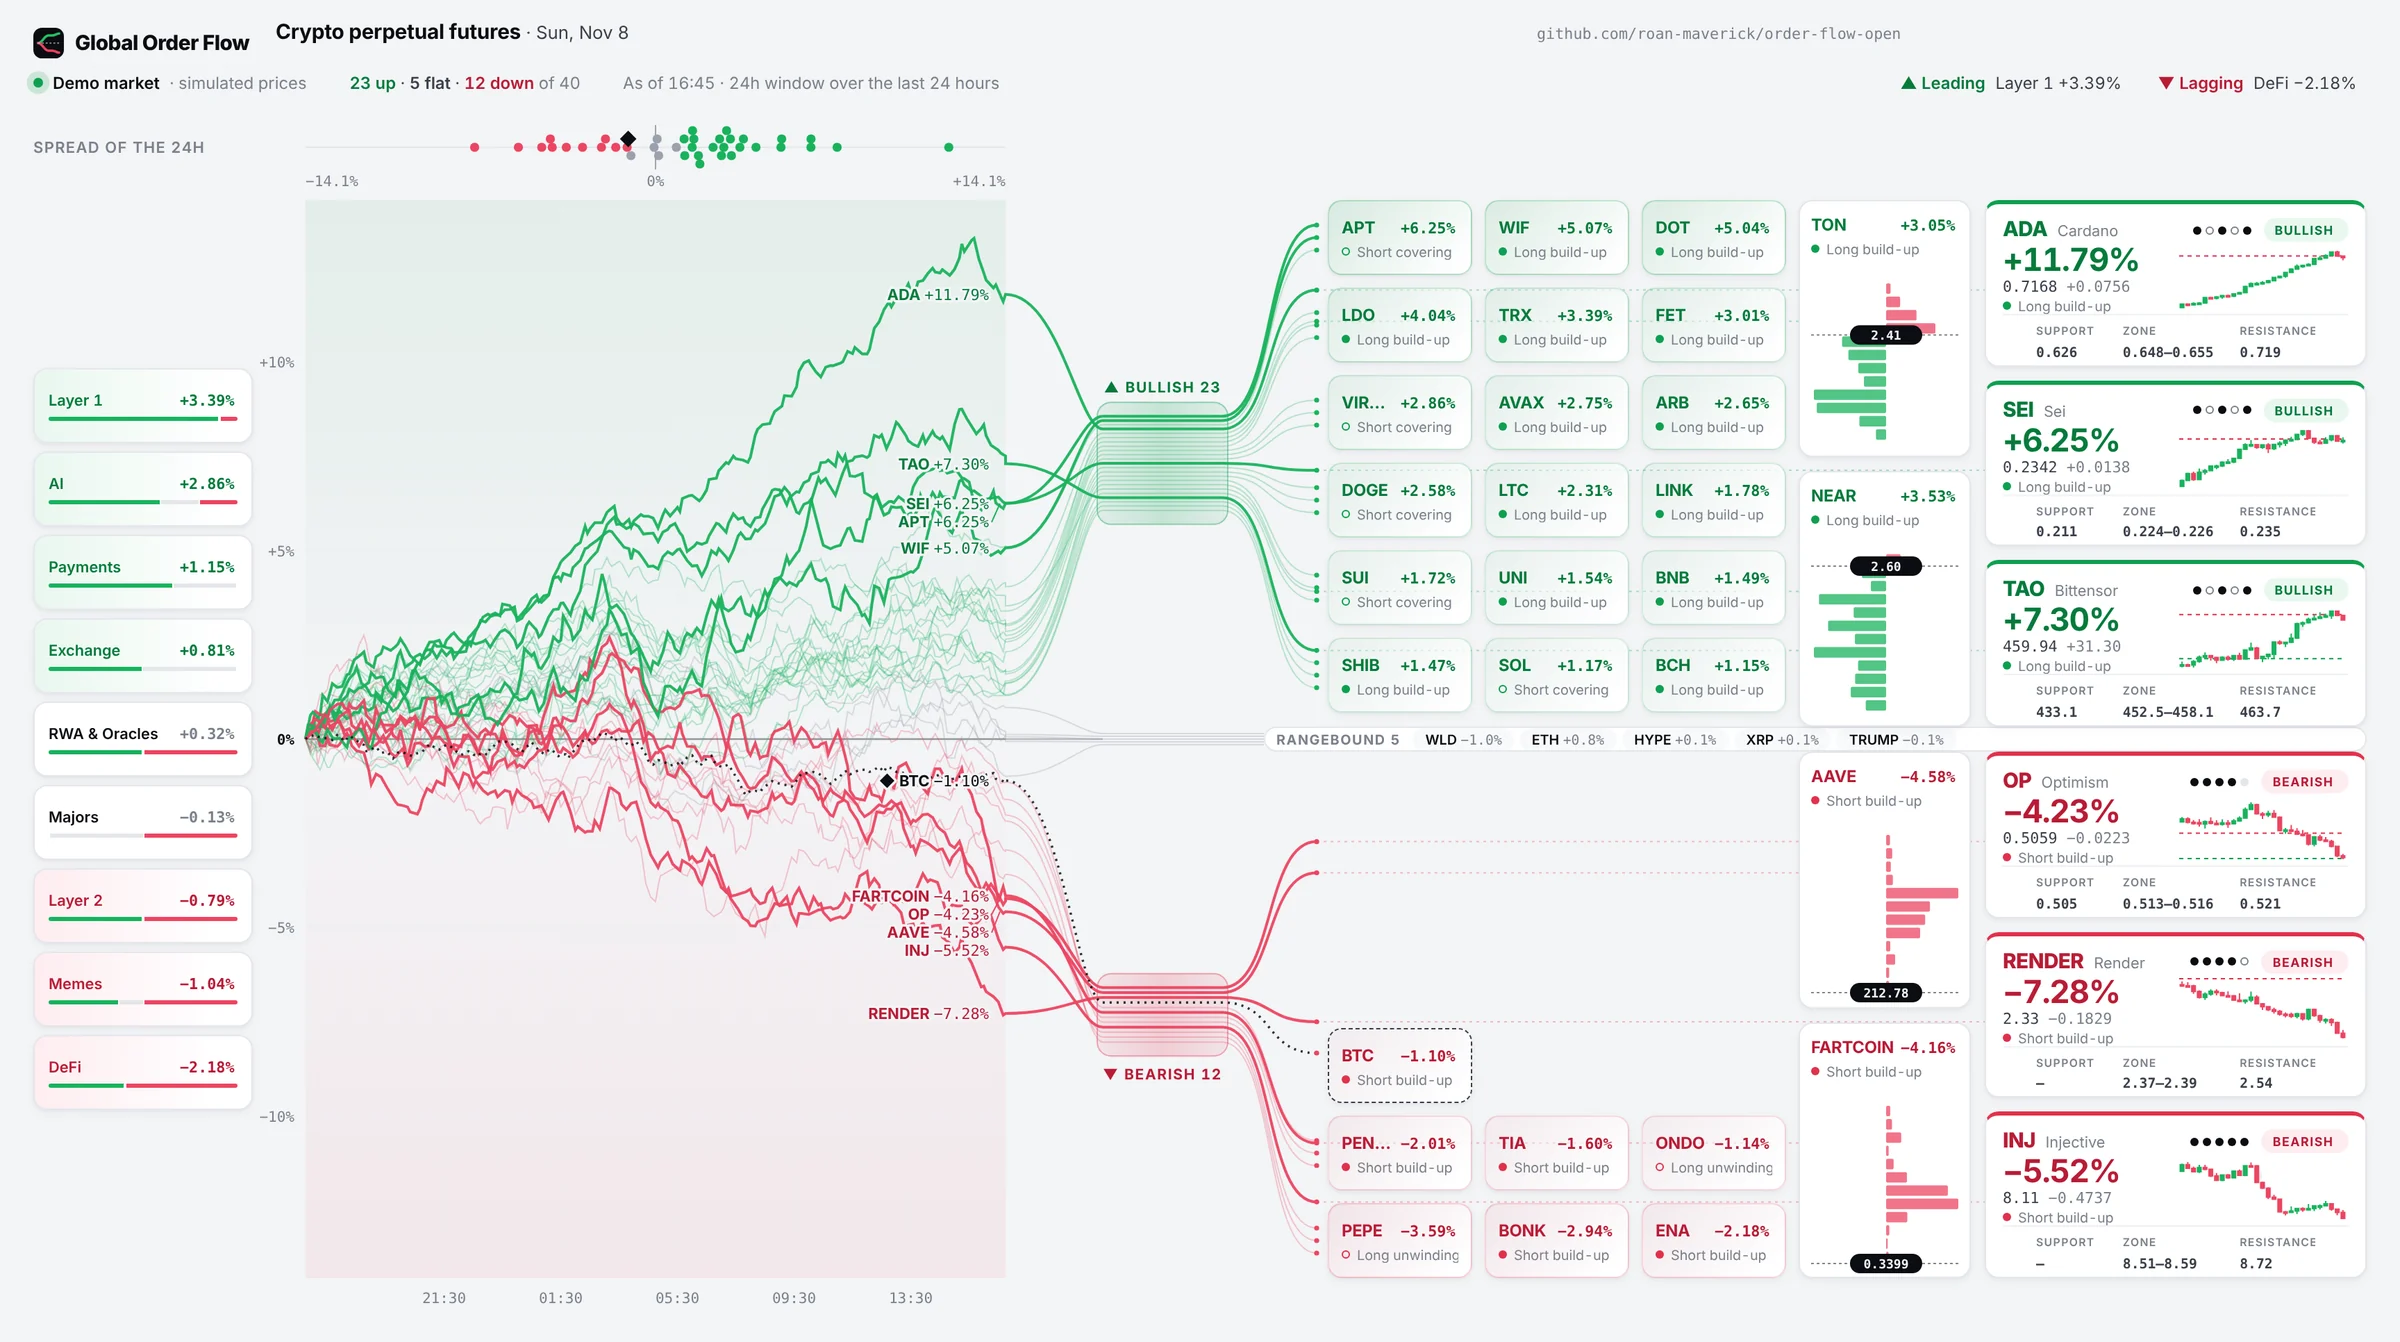 Global Order Flow
Crypto perpetual futures · Sun, Nov 8
github.com/roan-maverick/order-flow-open
Demo market · simulated prices
23 up · 5 flat · 12 down of 40
As of 16:45 · 24h window over the last 24 hours
▲ Leading Layer 1 +3.39%
▼ Lagging DeFi −2.18%
SPREAD OF THE 24H
−14.1%
0%
+14.1%
Layer 1 +3.39%
AI +2.86%
Payments +1.15%
Exchange +0.81%
RWA & Oracles +0.32%
Majors −0.13%
Layer 2 −0.79%
Memes −1.04%
DeFi −2.18%
+10%
+5%
0%
−5%
−10%
ADA +11.79%
TAO +7.30%
SEI +6.25%
APT +6.25%
WIF +5.07%
BTC −1.10%
FARTCOIN −4.16%
OP −4.23%
AAVE −4.58%
INJ −5.52%
RENDER −7.28%
21:30
01:30
05:30
09:30
13:30
▲ BULLISH 23
▼ BEARISH 12
APT +6.25%
Short covering
WIF +5.07%
Long build-up
DOT +5.04%
Long build-up
LDO +4.04%
Long build-up
TRX +3.39%
Long build-up
FET +3.01%
Long build-up
VIR... +2.86%
Short covering
AVAX +2.75%
Long build-up
ARB +2.65%
Long build-up
DOGE +2.58%
Short covering
LTC +2.31%
Long build-up
LINK +1.78%
Long build-up
SUI +1.72%
Short covering
UNI +1.54%
Long build-up
BNB +1.49%
Long build-up
SHIB +1.47%
Long build-up
SOL +1.17%
Short covering
BCH +1.15%
Long build-up
TON +3.05%
Long build-up
2.41
NEAR +3.53%
Long build-up
2.60
RANGEBOUND 5 WLD −1.0% ETH +0.8% HYPE +0.1% XRP +0.1% TRUMP −0.1%
BTC −1.10%
Short build-up
PEN... −2.01%
Short build-up
TIA −1.60%
Short build-up
ONDO −1.14%
Long unwinding
PEPE −3.59%
Long unwinding
BONK −2.94%
Short build-up
ENA −2.18%
Short build-up
AAVE −4.58%
Short build-up
212.78
FARTCOIN −4.16%
Short build-up
0.3399
ADA Cardano BULLISH
+11.79%
0.7168 +0.0756
Long build-up
SUPPORT ZONE RESISTANCE
0.626 0.648–0.655 0.719
SEI Sei BULLISH
+6.25%
0.2342 +0.0138
Long build-up
SUPPORT ZONE RESISTANCE
0.211 0.224–0.226 0.235
TAO Bittensor BULLISH
+7.30%
459.94 +31.30
Long build-up
SUPPORT ZONE RESISTANCE
433.1 452.5–458.1 463.7
OP Optimism BEARISH
−4.23%
0.5059 −0.0223
Short build-up
SUPPORT ZONE RESISTANCE
0.505 0.513–0.516 0.521
RENDER Render BEARISH
−7.28%
2.33 −0.1829
Short build-up
SUPPORT ZONE RESISTANCE
– 2.37–2.39 2.54
INJ Injective BEARISH
−5.52%
8.11 −0.4737
Short build-up
SUPPORT ZONE RESISTANCE
– 8.51–8.59 8.72